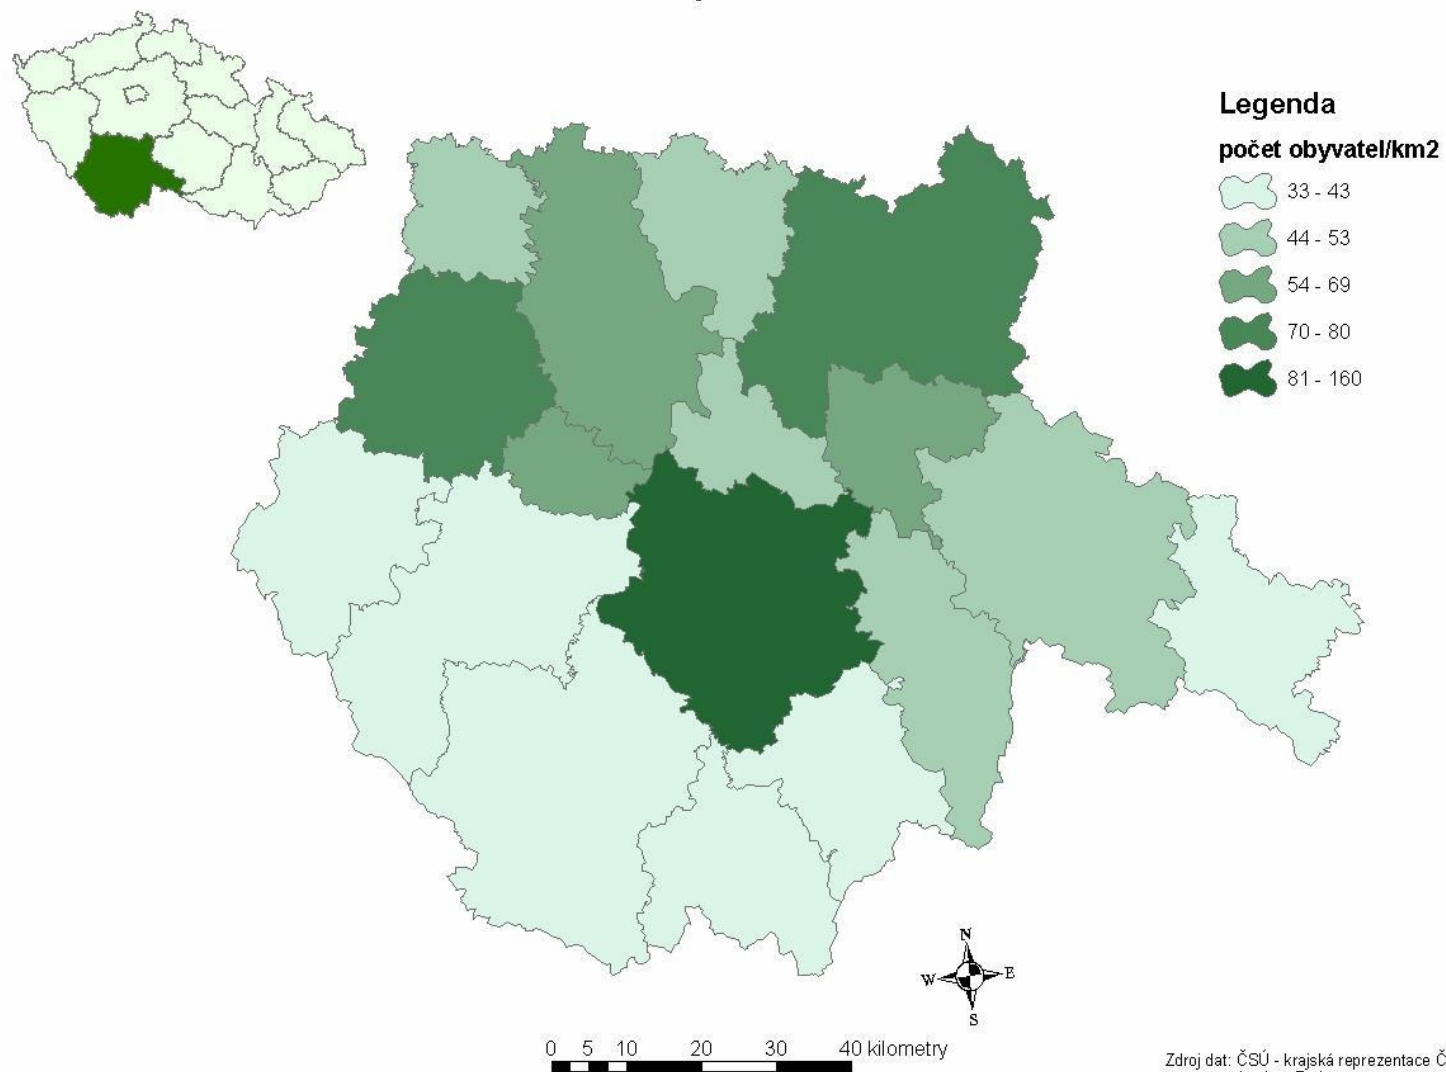 Legenda
počet obyvatel/km2
33 - 43
44 - 53
54 - 69
70 - 80
81 - 160
N
W E
S
0 5 10 20 30 40 kilometry
Zdroj dat: ČSÚ - krajská reprezentace Č